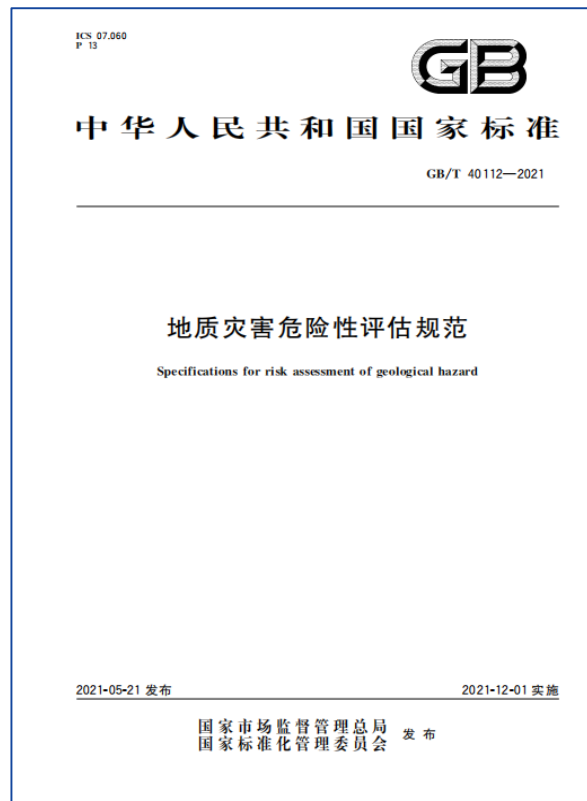 ICS 07.060
P 13
GB
中华人民共和国国家标准
GB/T 40112—2021
地质灾害危险性评估规范
Specifications for risk assessment of geological hazard
2021-05-21 发布
2021-12-01 实施
国家市场监督管理总局
国家标准化管理委员会
发布